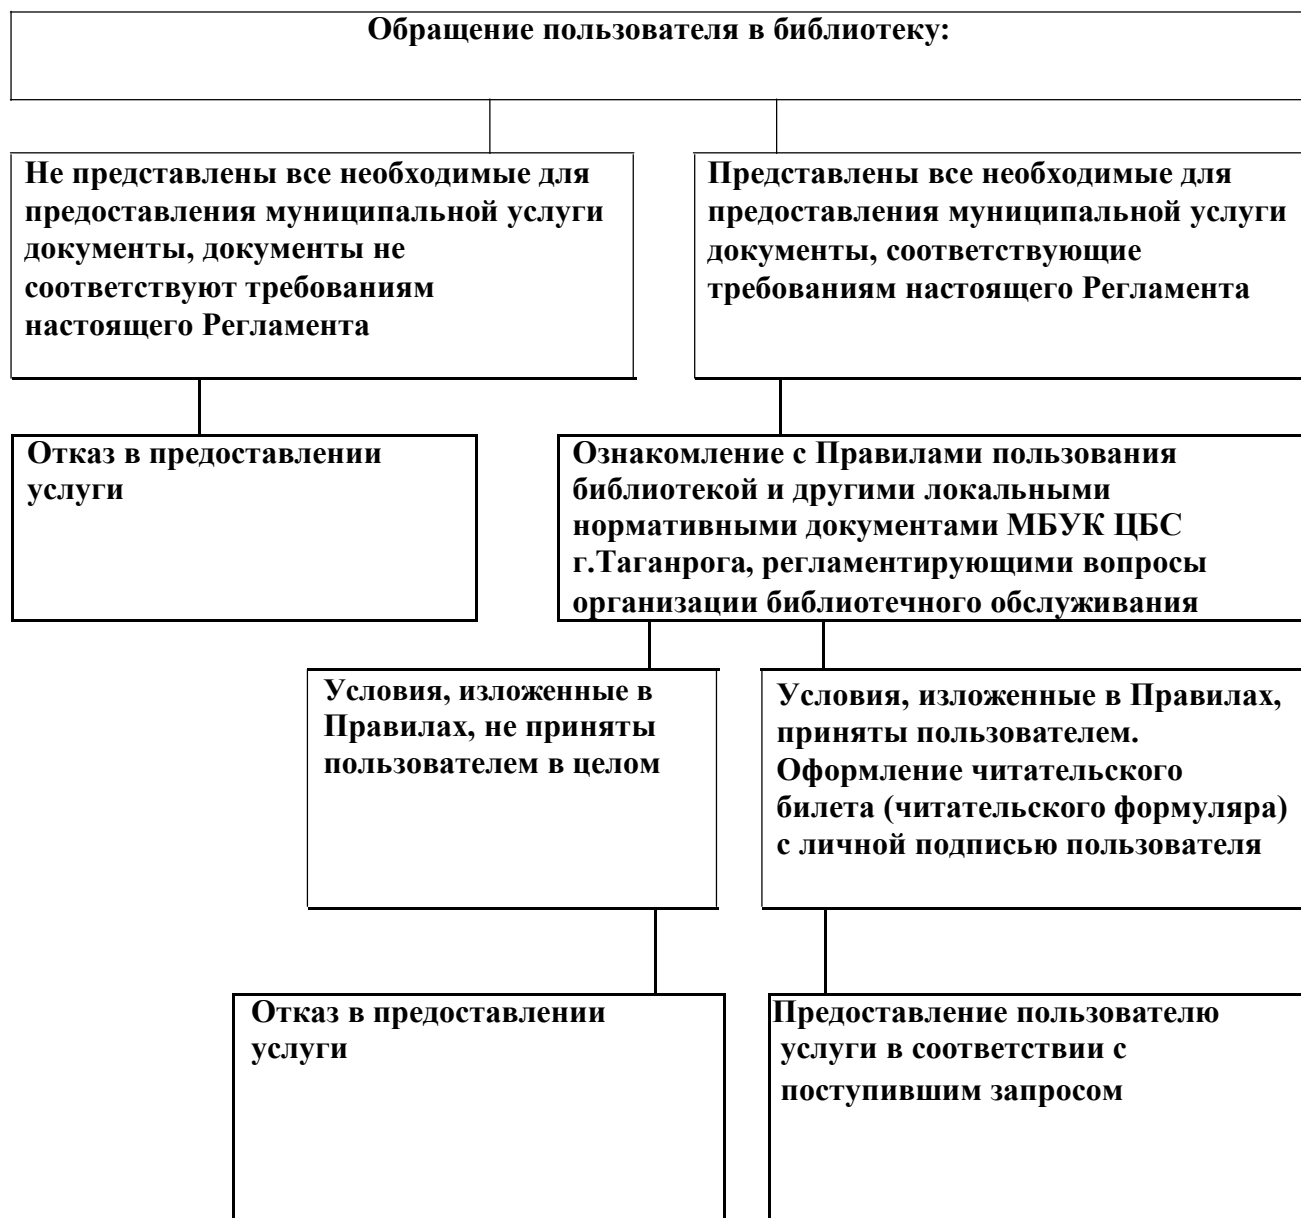 Обращение пользователя в библиотеку:
Не представлены все необходимые для
предоставления муниципальной услуги
документы, документы не
соответствуют требованиям
настоящего Регламента
Представлены все необходимые для
предоставления муниципальной услуги
документы, соответствующие
требованиям настоящего Регламента
Отказ в предоставлении
услуги
Ознакомление с Правилами пользования
библиотекой и другими локальными
нормативными документами МБУК ЦБС
г.Таганрога, регламентирующими вопросы
организации библиотечного обслуживания
Условия, изложенные в
Правилах, не приняты
пользователем в целом
Условия, изложенные в Правилах,
приняты пользователем.
Оформление читательского
билета (читательского формуляра)
с личной подписью пользователя
Отказ в предоставлении
услуги
Предоставление пользователю
услуги в соответствии с
поступившим запросом